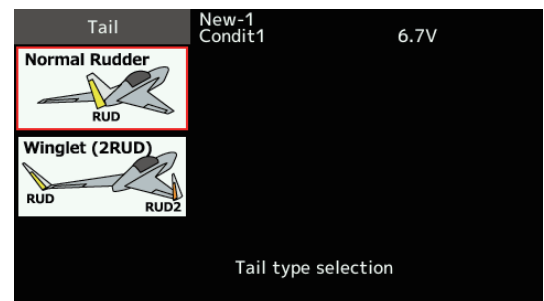 Tail
New-1
Condit1
6.7V
Normal Rudder
RUD
Winglet (2RUD)
RUD
RUD2
Tail type selection